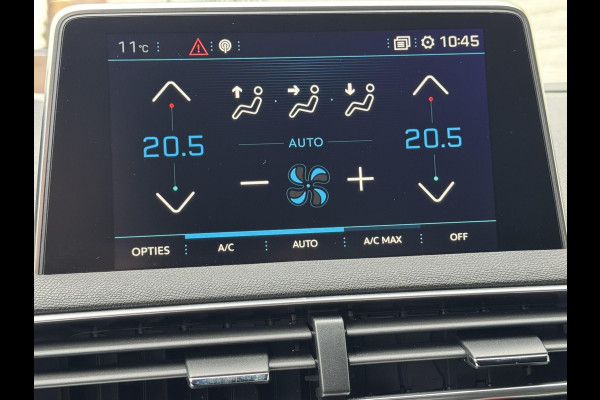 11°C 10:45
20.5 AUTO 20.5
OPTIES A/C AUTO A/C MAX OFF